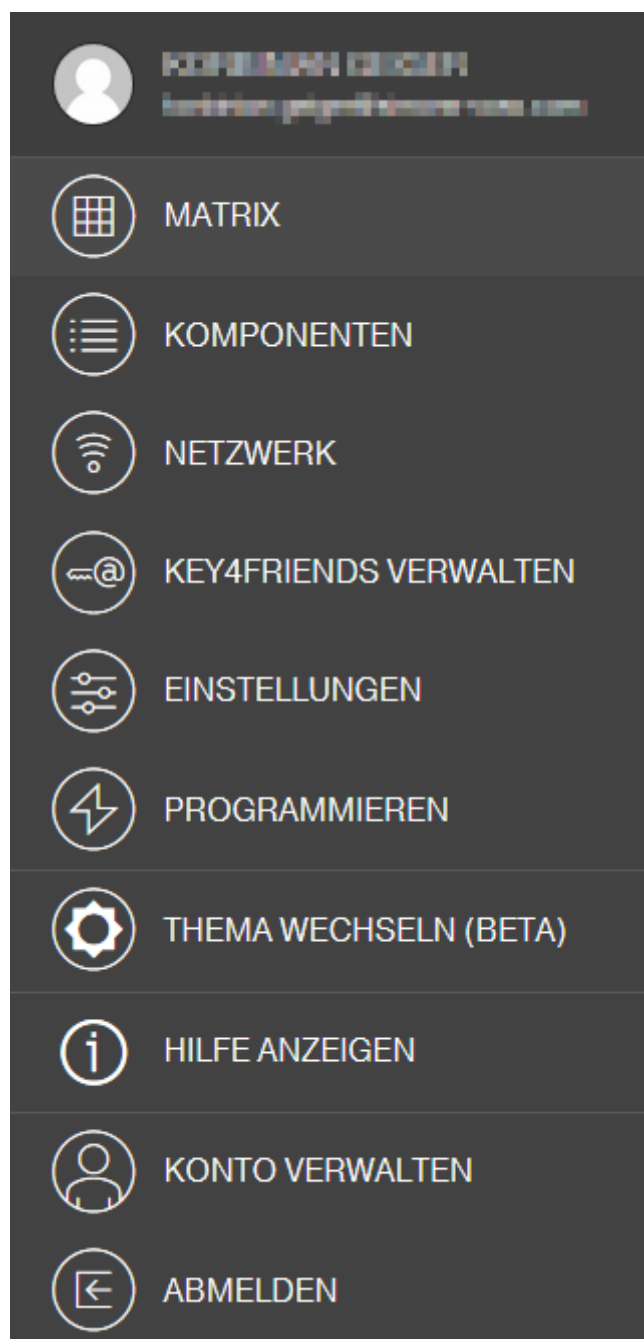 MATRIX
KOMPONENTEN
NETZWERK
KEY4FRIENDS VERWALTEN
EINSTELLUNGEN
PROGRAMMIEREN
THEMA WECHSELN (BETA)
HILFE ANZEIGEN
KONTO VERWALTEN
ABMELDEN